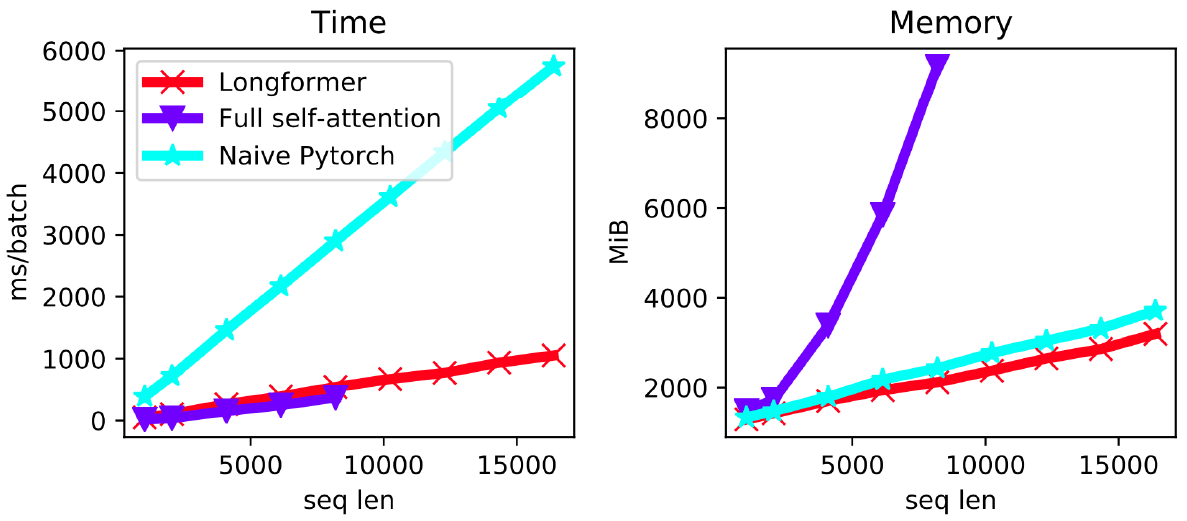 Time
6000
5000
4000
3000
2000
1000
0
ms/batch
Longformer
Full self-attention
Naive Pytorch
5000 10000 15000
seq len
Memory
8000
6000
4000
2000
MiB
5000 10000 15000
seq len